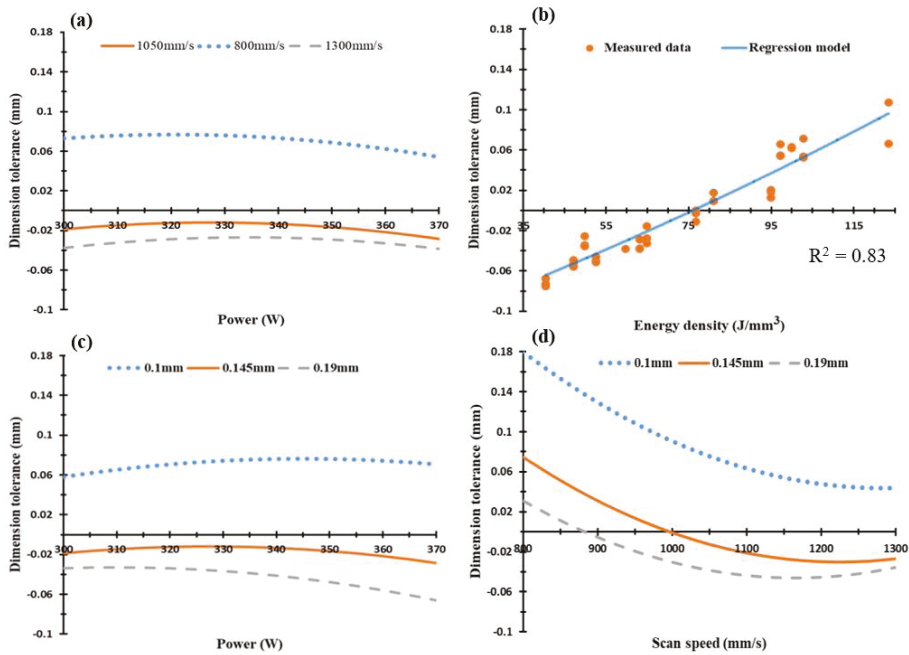 (a)
1050mm/s 800mm/s 1300mm/s
0.18
0.14
0.1
0.06
0.02
-0.02
-0.06
-0.1
300 310 320 330 340 350 360 370
Dimension tolerance (mm)
Power (W)
(b)
Measured data Regression model
0.18
0.14
0.1
0.06
0.02
-0.02
-0.06
-0.1
35 55 75 95 115
R² = 0.83
Dimension tolerance (mm)
Energy density (J/mm³)
(c)
0.1mm 0.145mm 0.19mm
0.18
0.14
0.1
0.06
0.02
-0.02
-0.06
-0.1
300 310 320 330 340 350 360 370
Dimension tolerance (mm)
Power (W)
(d)
0.1mm 0.145mm 0.19mm
0.18
0.14
0.1
0.06
0.02
-0.02
-0.06
-0.1
800 900 1000 1100 1200 1300
Dimension tolerance (mm)
Scan speed (mm/s)